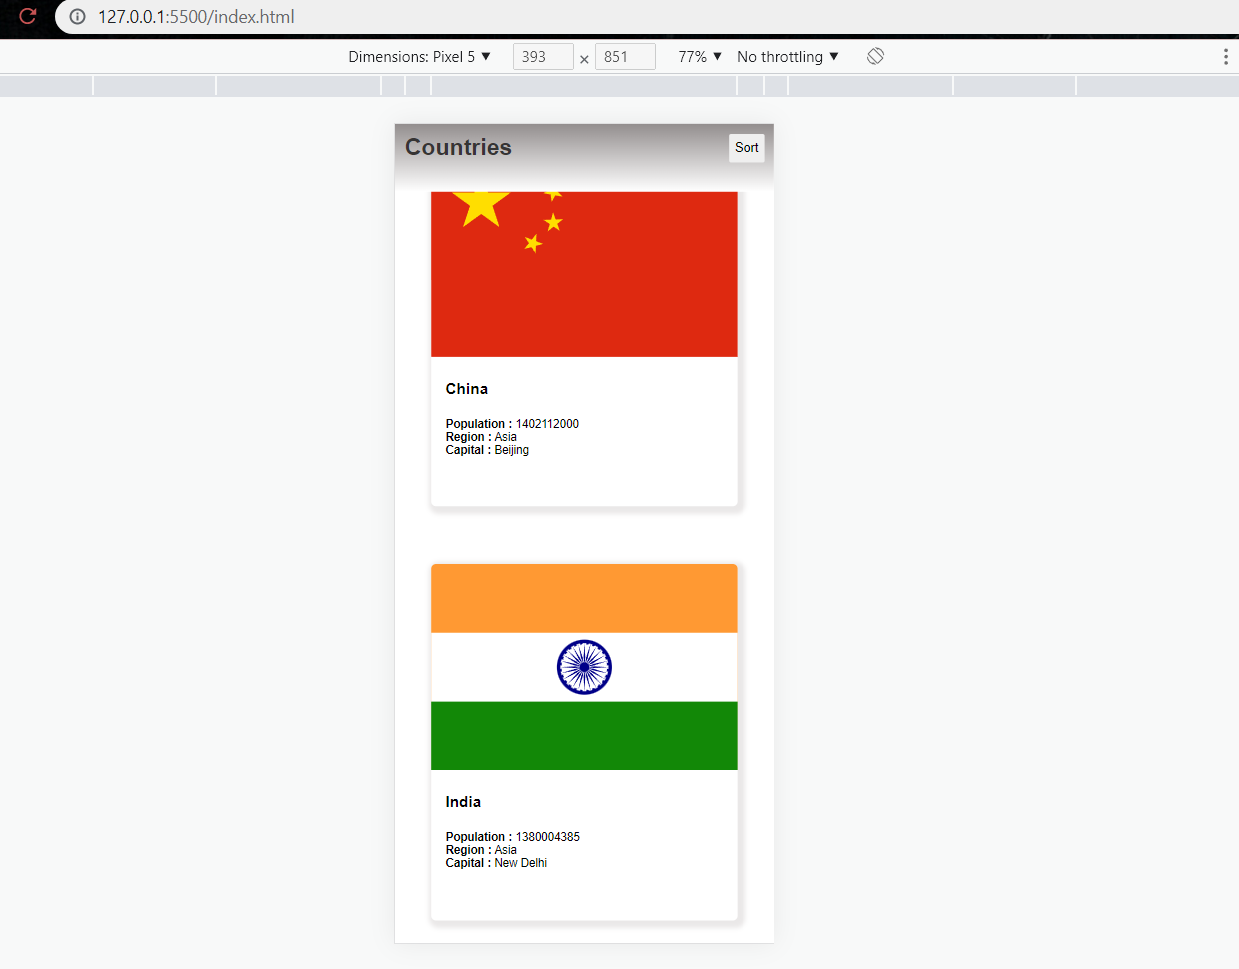 127.0.0.1:5500/index.html
Dimensions: Pixel 5 ▼ 393 × 851 77% ▼ No throttling ▼
Countries Sort
China
Population : 1402112000
Region : Asia
Capital : Beijing
India
Population : 1380004385
Region : Asia
Capital : New Delhi